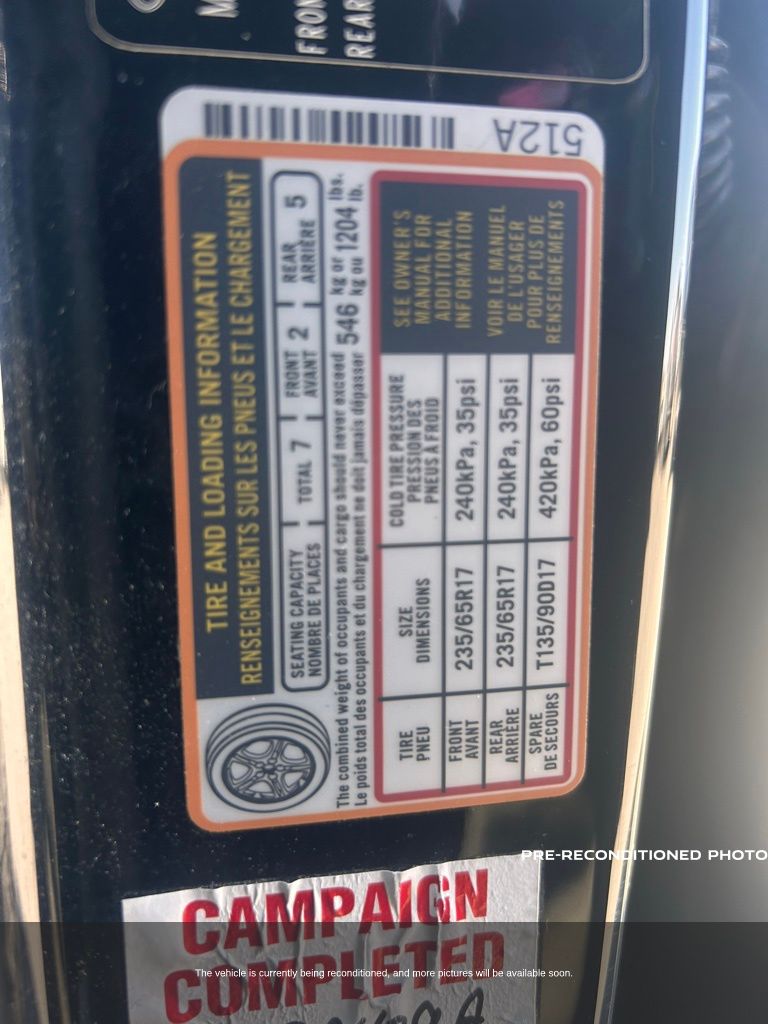 FRON
REAR
512A
TIRE AND LOADING INFORMATION
RENSEIGNEMENTS SUR LES PNEUS ET LE CHARGEMENT
SEATING CAPACITY
NOMBRE DE PLACES
TOTAL 7
FRONT
AVANT 2
REAR
ARRIÈRE 5
The combined weight of occupants and cargo should never exceed 546 kg or 1204 lbs.
Le poids total des occupants et du chargement ne doit jamais dépasser kg ou lb.
TIRE
PNEU
SIZE
DIMENSIONS
COLD TIRE PRESSURE
PRESSION DES
PNEUS À FROID
SEE OWNER'S
MANUAL FOR
ADDITIONAL
INFORMATION
VOIR LE MANUEL
DE L'USAGER
POUR PLUS DE
RENSEIGNEMENTS
FRONT
AVANT
235/65R17
240kPa, 35psi
REAR
ARRIÈRE
235/65R17
240kPa, 35psi
SPARE
DE SECOURS
T135/90D17
420kPa, 60psi
PRE-RECONDITIONED PHOTO
CAMPAIGN
COMPLETED
The vehicle is currently being reconditioned, and more pictures will be available soon.